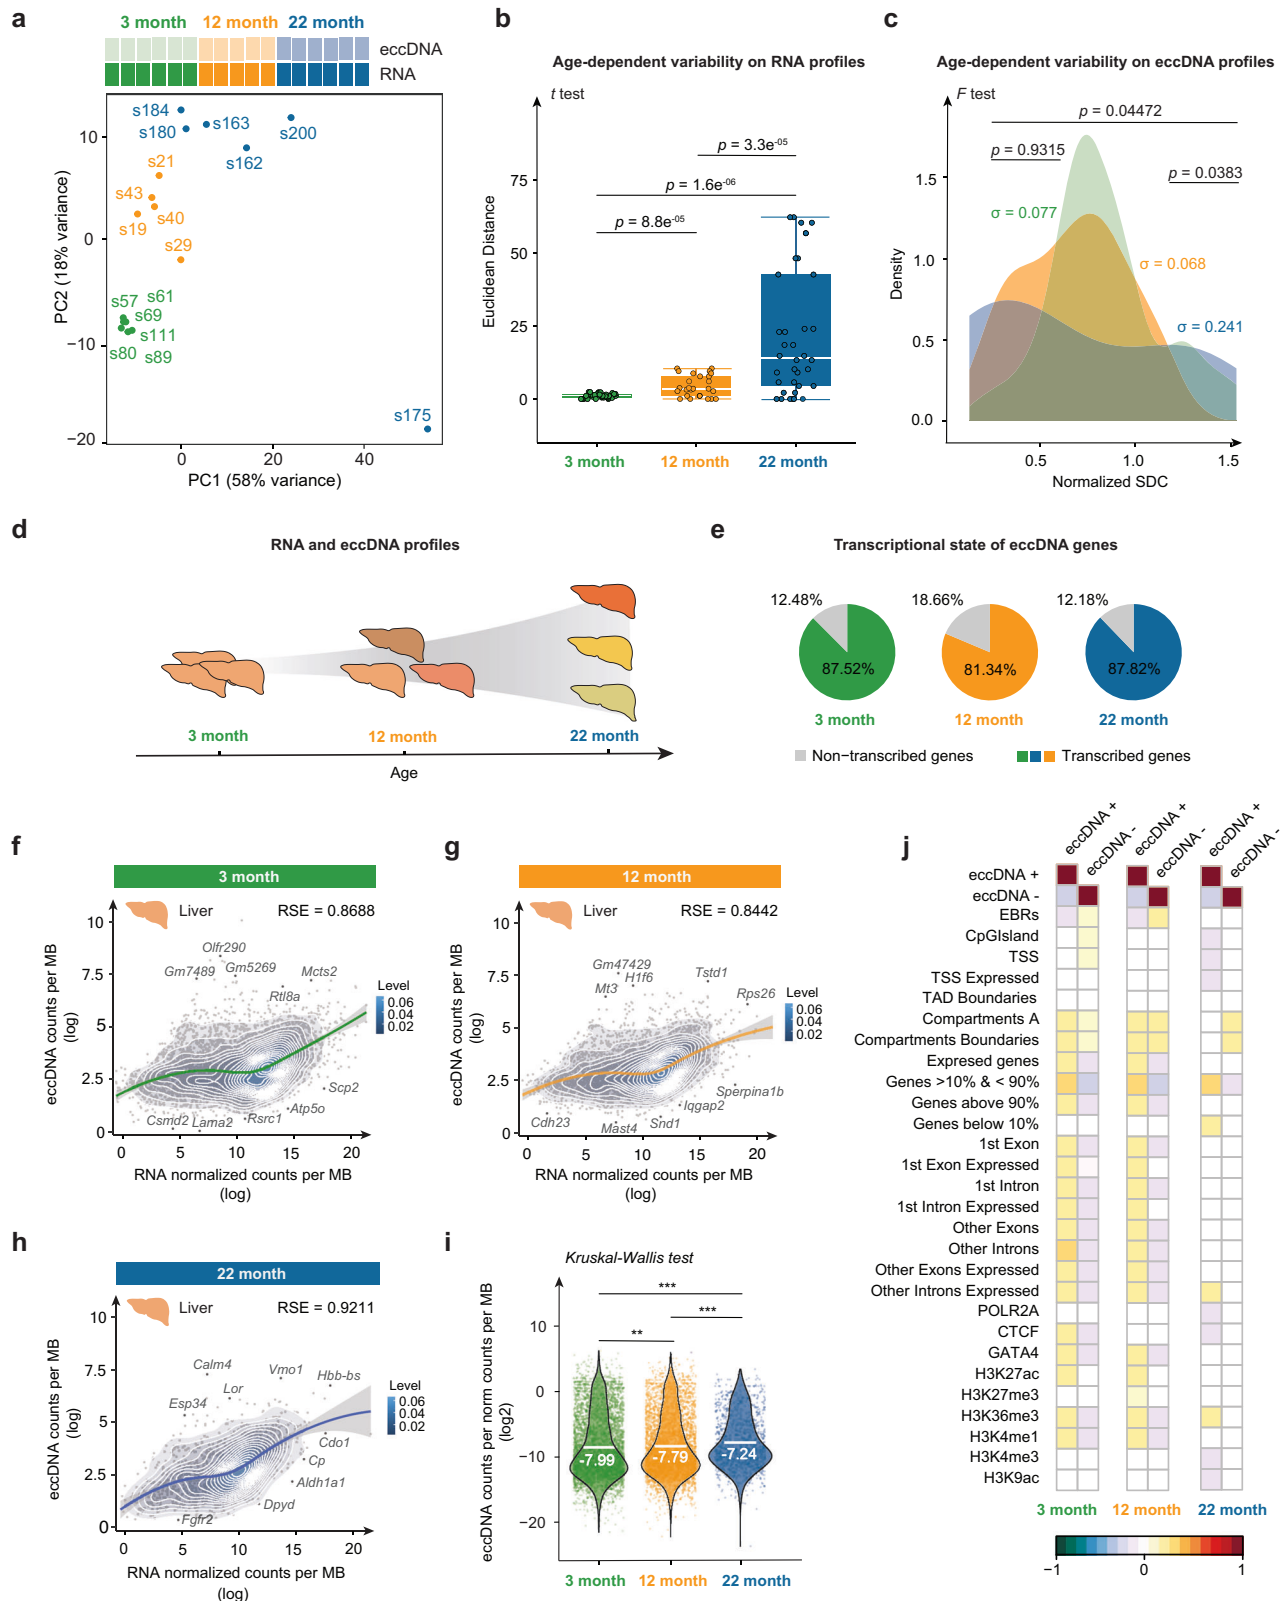 a
3 month 12 month 22 month
eccDNA
RNA
s184
s180
s163
s200
s162
s21
s43
s40
s19
s29
s57
s61
s69
s111
s80
s89
s175
10
0
−10
−20
0
20
40
PC2 (18% variance)
PC1 (58% variance)
b
Age-dependent variability on RNA profiles
t test
p = 3.3e-05
p = 1.6e-06
p = 8.8e-05
75
50
25
0
Euclidean Distance
3 month
12 month
22 month
c
Age-dependent variability on eccDNA profiles
F test
p = 0.04472
p = 0.9315
p = 0.0383
σ = 0.077
σ = 0.068
σ = 0.241
1.5
1.0
0.5
0.0
Density
0.5
1.0
1.5
Normalized SDC
d
RNA and eccDNA profiles
3 month
12 month
22 month
Age
e
Transcriptional state of eccDNA genes
12.48%
18.66%
12.18%
87.52%
81.34%
87.82%
3 month
12 month
22 month
Non−transcribed genes
Transcribed genes
f
3 month
Liver
RSE = 0.8688
Olfr290
Gm7489
Gm5269
Mcts2
Rtl8a
Scp2
Atp5o
Rsrc1
Csmd2
Lama2
Level
0.06
0.04
0.02
10
7.5
5
2.5
0
eccDNA counts per MB
(log)
0
5
10
15
20
RNA normalized counts per MB
(log)
g
12 month
Liver
RSE = 0.8442
Gm47429
H1f6
Mt3
Tstd1
Rps26
Sperpina1b
Iqgap2
Snd1
Mast4
Cdh23
Level
0.06
0.04
0.02
10
7.5
5
2.5
0
eccDNA counts per MB
(log)
0
5
10
15
20
RNA normalized counts per MB
(log)
h
22 month
Liver
RSE = 0.9211
Calm4
Vmo1
Hbb-bs
Lor
Esp34
Cdo1
Cp
Aldh1a1
Dpyd
Fgfr2
Level
0.06
0.04
0.02
10
7.5
5
2.5
0
eccDNA counts per MB
(log)
0
5
10
15
20
RNA normalized counts per MB
(log)
i
Kruskal-Wallis test
***
***
**
10
0
−10
−20
-7.99
-7.79
-7.24
eccDNA counts per norm counts per MB
(log2)
3 month
12 month
22 month
j
eccDNA +
eccDNA -
eccDNA +
eccDNA -
eccDNA +
eccDNA -
eccDNA +
eccDNA -
EBRs
CpGIsland
TSS
TSS Expressed
TAD Boundaries
Compartments A
Compartments Boundaries
Expresed genes
Genes >10% & < 90%
Genes above 90%
Genes below 10%
1st Exon
1st Exon Expressed
1st Intron
1st Intron Expressed
Other Exons
Other Introns
Other Exons Expressed
Other Introns Expressed
POLR2A
CTCF
GATA4
H3K27ac
H3K27me3
H3K36me3
H3K4me1
H3K4me3
H3K9ac
3 month
12 month
22 month
−1
0
1